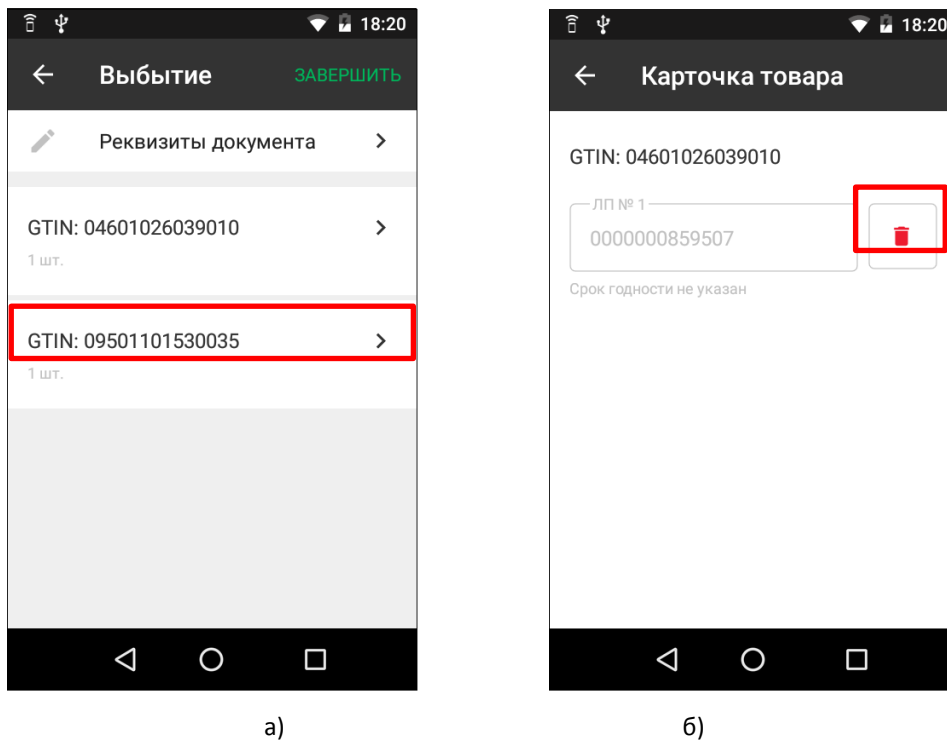 18:20
Выбытие
ЗАВЕРШИТЬ
Реквизиты документа
GTIN: 04601026039010
1 шт.
GTIN: 09501101530035
1 шт.
а)
18:20
Карточка товара
GTIN: 04601026039010
ЛП № 1
0000000859507
Срок годности не указан
б)